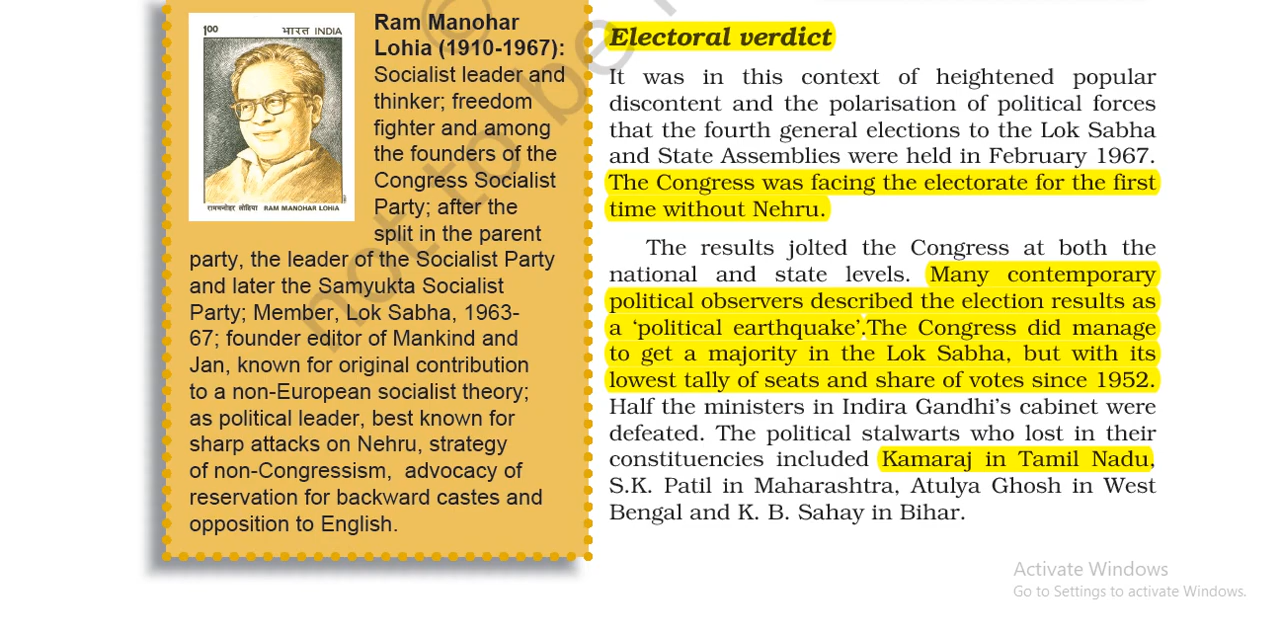 1.00 भारत INDIA
राममनोहर लोहिया RAM MANOHAR LOHIA
Ram Manohar
Lohia (1910-1967):
Socialist leader and
thinker; freedom
fighter and among
the founders of the
Congress Socialist
Party; after the
split in the parent
party, the leader of the Socialist Party
and later the Samyukta Socialist
Party; Member, Lok Sabha, 1963-
67; founder editor of Mankind and
Jan, known for original contribution
to a non-European socialist theory;
as political leader, best known for
sharp attacks on Nehru, strategy
of non-Congressism, advocacy of
reservation for backward castes and
opposition to English.
Electoral verdict
It was in this context of heightened popular
discontent and the polarisation of political forces
that the fourth general elections to the Lok Sabha
and State Assemblies were held in February 1967.
The Congress was facing the electorate for the first
time without Nehru.
The results jolted the Congress at both the
national and state levels. Many contemporary
political observers described the election results as
a ‘political earthquake’.The Congress did manage
to get a majority in the Lok Sabha, but with its
lowest tally of seats and share of votes since 1952.
Half the ministers in Indira Gandhi’s cabinet were
defeated. The political stalwarts who lost in their
constituencies included Kamaraj in Tamil Nadu,
S.K. Patil in Maharashtra, Atulya Ghosh in West
Bengal and K. B. Sahay in Bihar.
not to be
Activate Windows
Go to Settings to activate Windows.